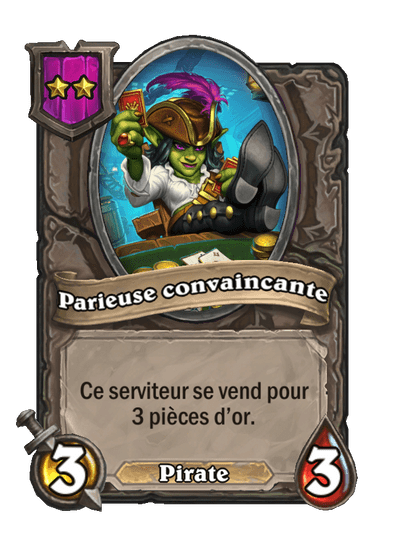 Parieuse convaincante
Ce serviteur se vend pour
3 pièces d'or.
3
Pirate
3